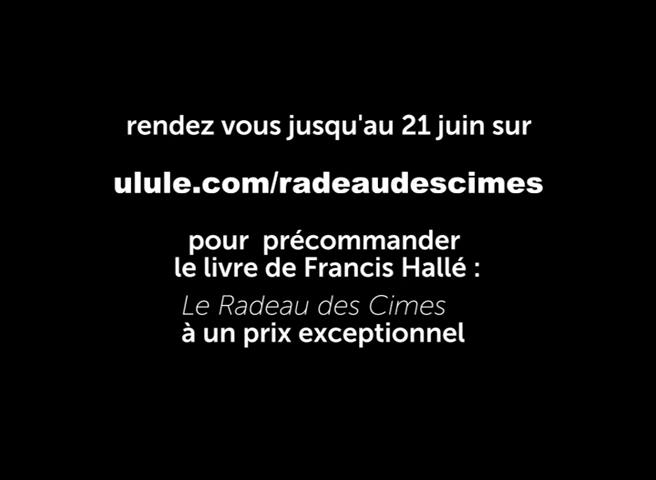 rendez vous jusqu'au 21 juin sur
ulule.com/radeaudescimes
pour précommander
le livre de Francis Hallé :
Le Radeau des Cimes
à un prix exceptionnel